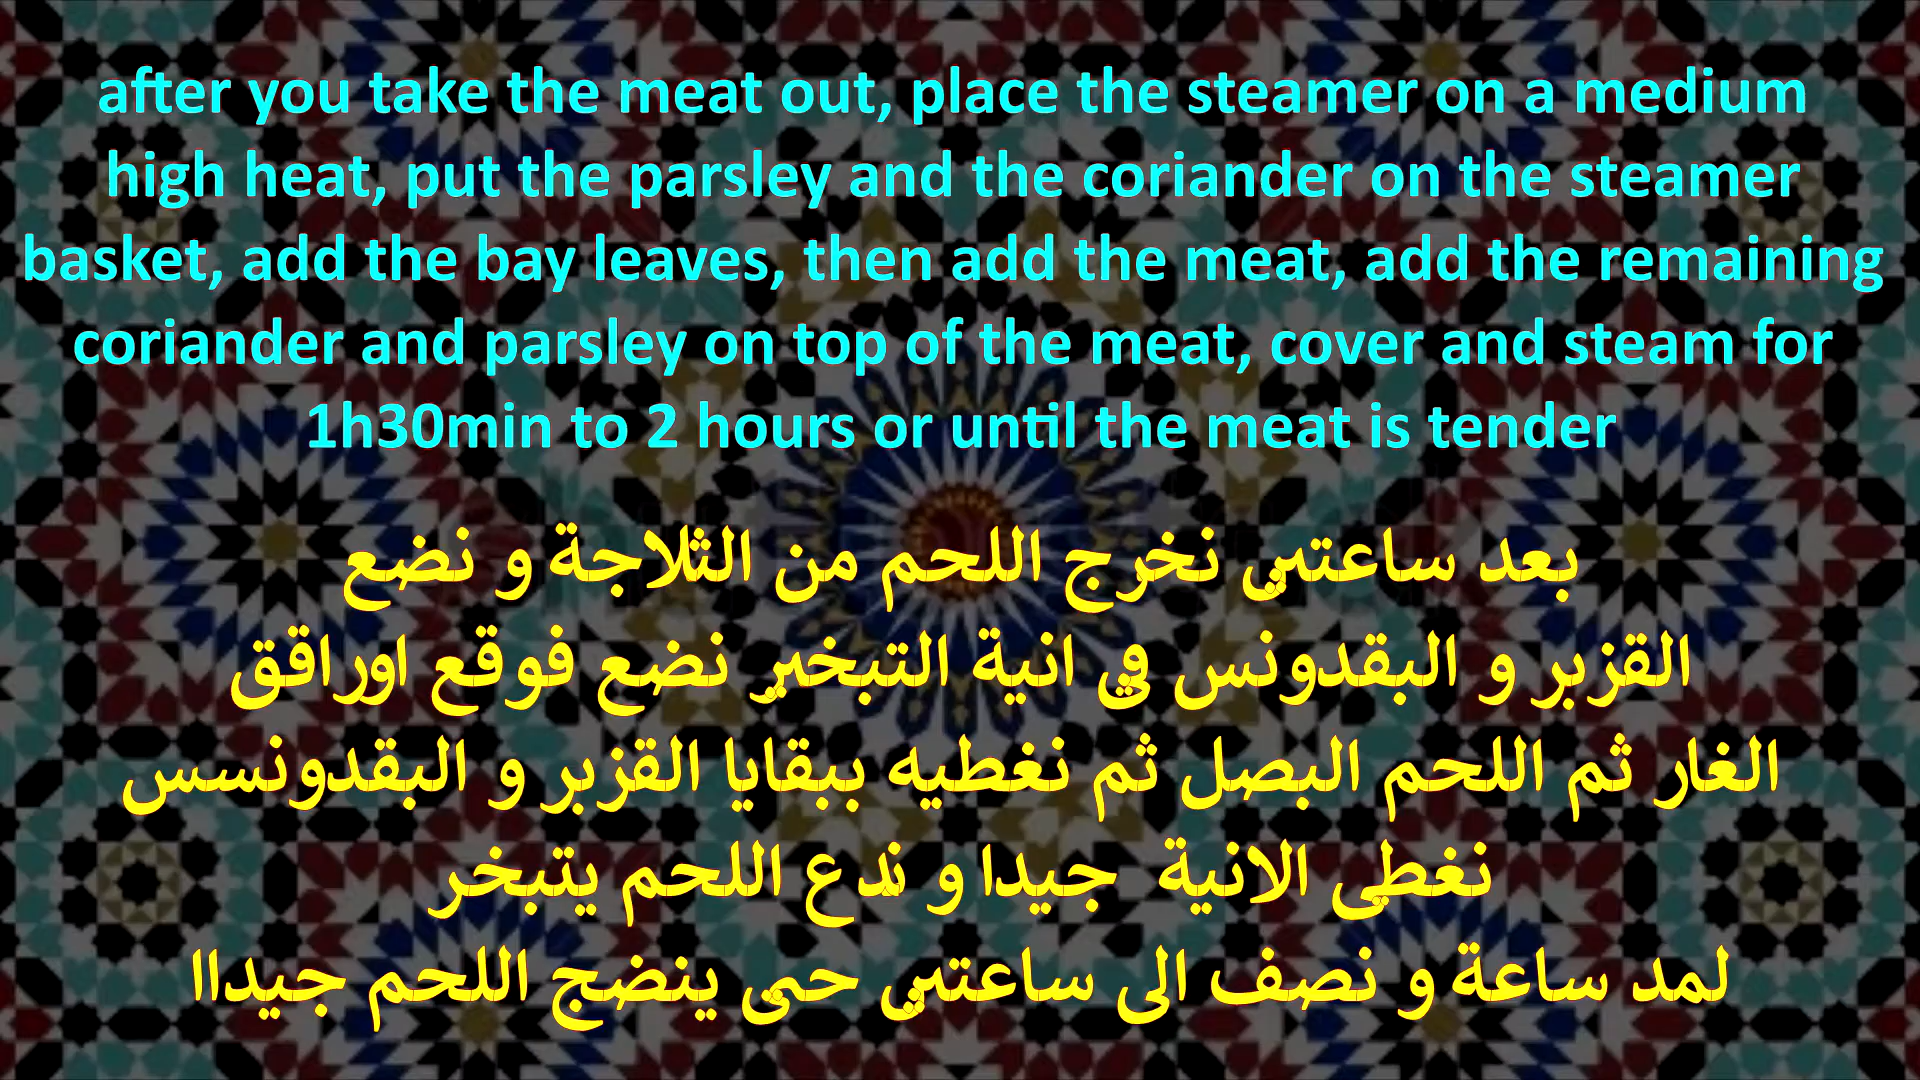 after you take the meat out, place the steamer on a medium
high heat, put the parsley and the coriander on the steamer
basket, add the bay leaves, then add the meat, add the remaining
coriander and parsley on top of the meat, cover and steam for
1h30min to 2 hours or until the meat is tender
بعد ساعتين نخرج اللحم من الثلاجة و نضع
القزبر و البقدونس في انية التبخير نضع فوقع اوراقق
الغار ثم اللحم البصل ثم نغطيه ببقايا القزبر و البقدونسس
نغطي الانية جيدا و ندع اللحم يتبخر
لمد ساعة و نصف الى ساعتين حتى ينضج اللحم جيداا